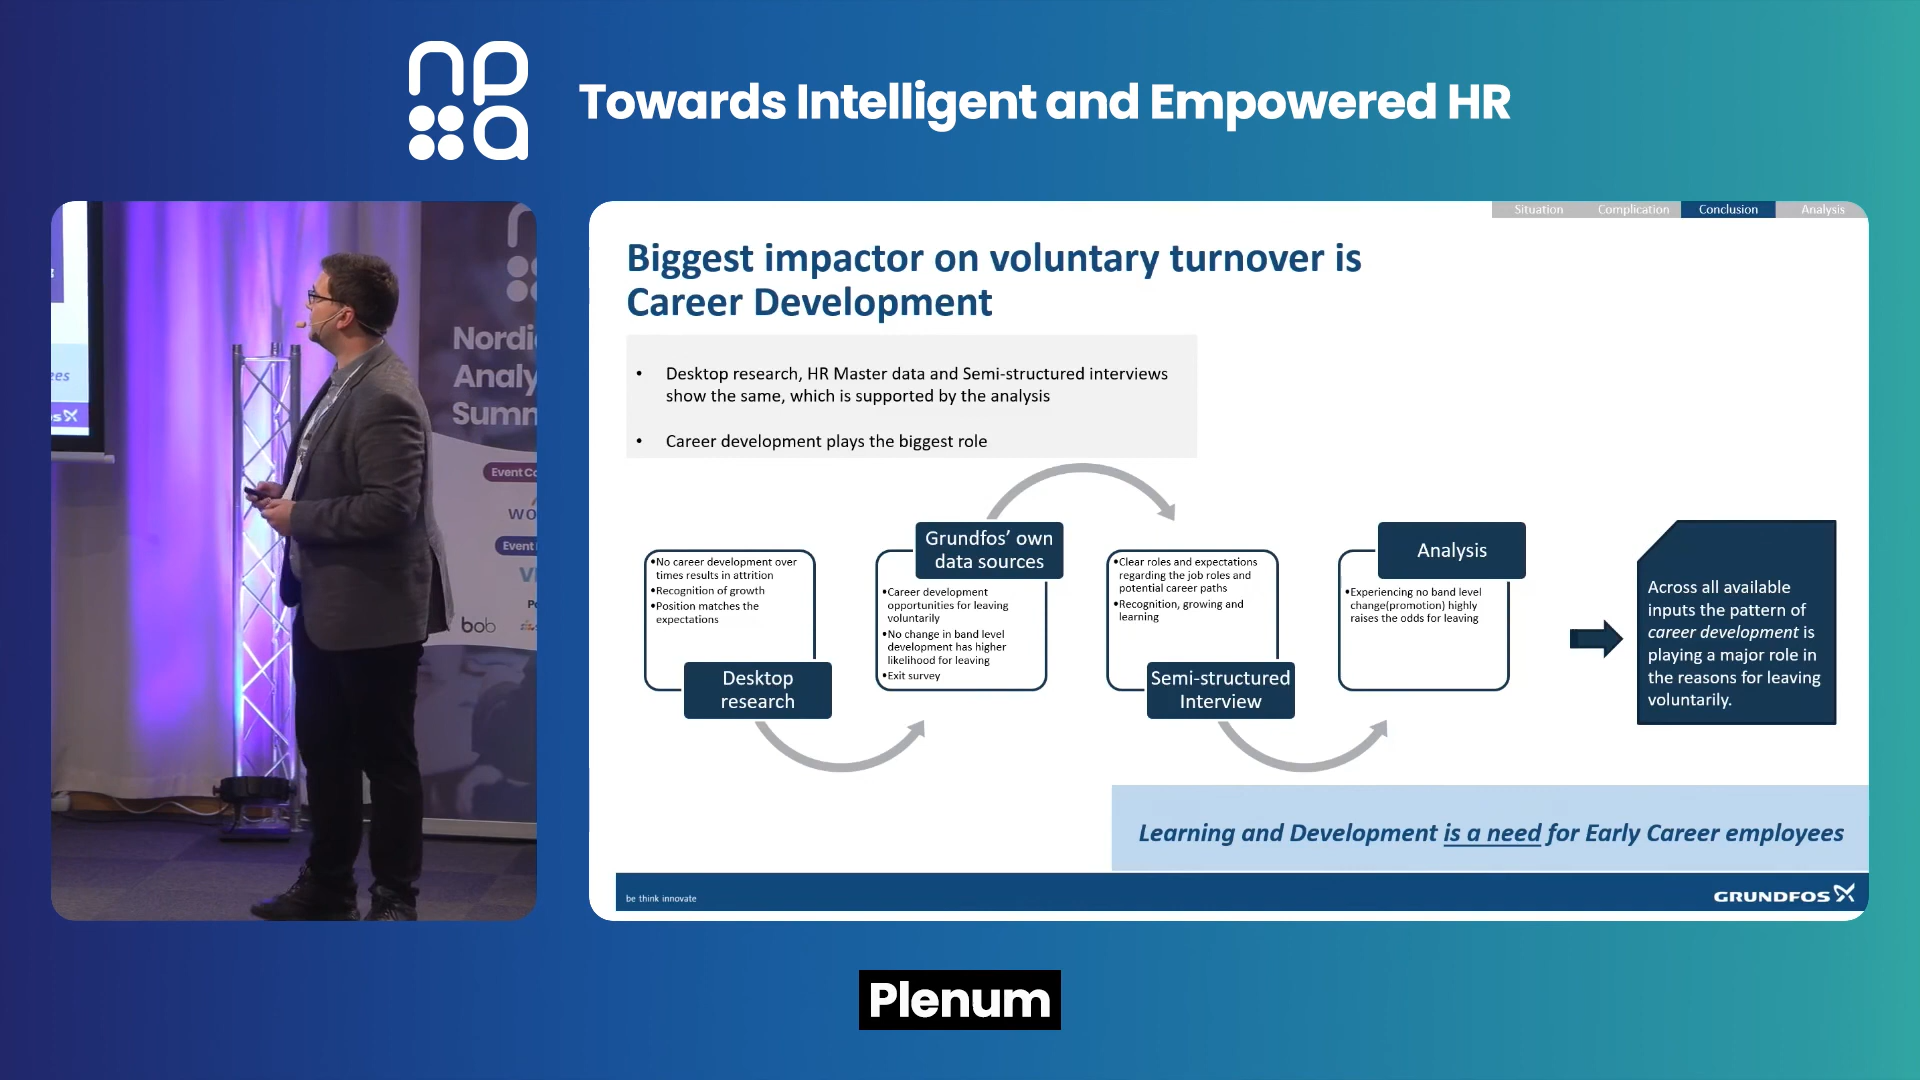 npa
Towards Intelligent and Empowered HR
Nordi
Analy
Summ
Event Co
WO
Event
bob
ees
Situation
Complication
Conclusion
Analysis
Biggest impactor on voluntary turnover is
Career Development
• Desktop research, HR Master data and Semi-structured interviews
show the same, which is supported by the analysis
• Career development plays the biggest role
•No career development over
times results in attrition
•Recognition of growth
•Position matches the
expectations
Desktop
research
Grundfos' own
data sources
•Career development
opportunities for leaving
voluntarily
•No change in band level
development has higher
likelihood for leaving
•Exit survey
•Clear roles and expectations
regarding the job roles and
potential career paths
•Recognition, growing and
learning
Semi-structured
Interview
Analysis
•Experiencing no band level
change(promotion) highly
raises the odds for leaving
Across all available
inputs the pattern of
career development is
playing a major role in
the reasons for leaving
voluntarily.
Learning and Development is a need for Early Career employees
be think innovate
GRUNDFOS
Plenum